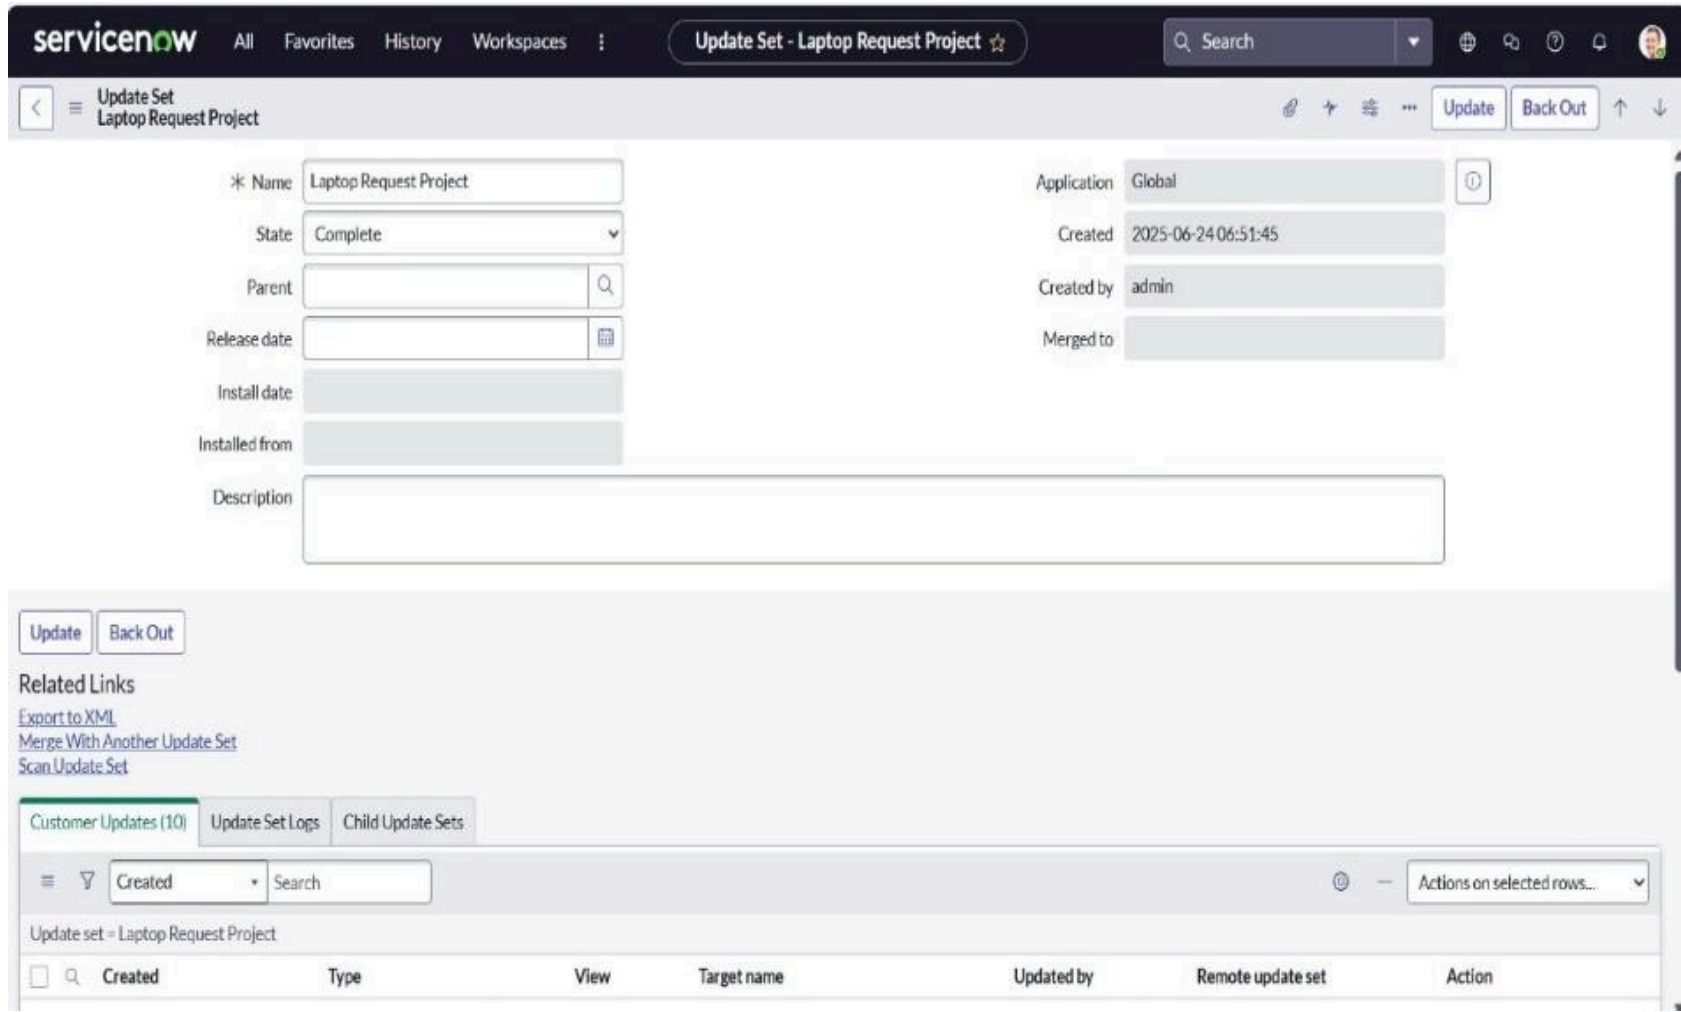 servicenow All Favorites History Workspaces Update Set - Laptop Request Project Search
Update Set
Laptop Request Project
Update Back Out
* Name Laptop Request Project
Application Global
State Complete
Created 2025-06-24 06:51:45
Parent
Created by admin
Release date
Merged to
Install date
Installed from
Description
Update Back Out
Related Links
Export to XML
Merge With Another Update Set
Scan Update Set
Customer Updates (10) Update Set Logs Child Update Sets
Created Search Actions on selected rows...
Update set = Laptop Request Project
Created Type View Target name Updated by Remote update set Action